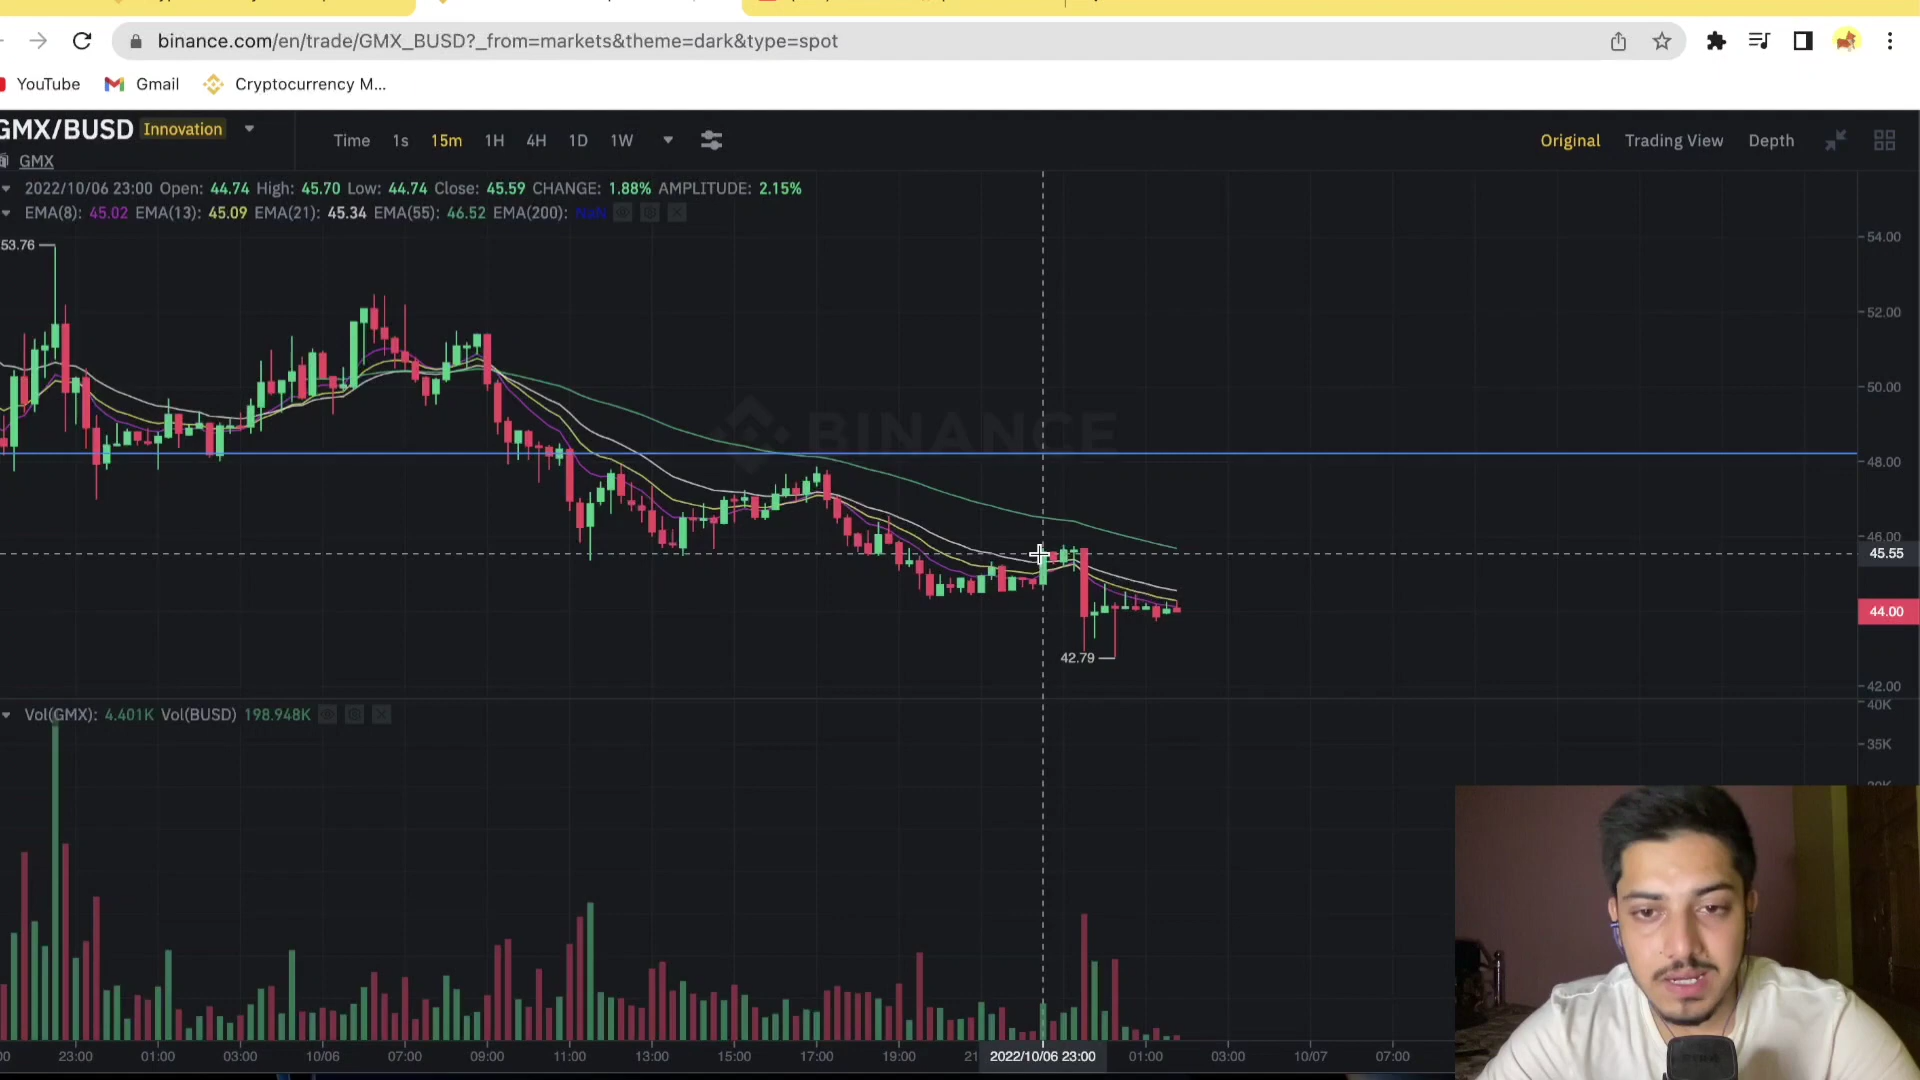 binance.com/en/trade/GMX_BUSD?_from=markets&theme=dark&type=spot
YouTube Gmail Cryptocurrency M...
GMX/BUSD Innovation
GMX
Time 1s 15m 1H 4H 1D 1W
Original Trading View Depth
2022/10/06 23:00 Open: 44.74 High: 45.70 Low: 44.74 Close: 45.59 CHANGE: 1.88% AMPLITUDE: 2.15%
EMA(8): 45.02 EMA(13): 45.09 EMA(21): 45.34 EMA(55): 46.52 EMA(200): NaN
53.76
54.00
52.00
50.00
BINANCE
48.00
46.00
45.55
44.00
42.79
42.00
Vol(GMX): 4.401K Vol(BUSD) 198.948K
40K
35K
23:00 01:00 03:00 10/06 07:00 09:00 11:00 13:00 15:00 17:00 19:00 21 2022/10/06 23:00 01:00 03:00 10/07 07:00